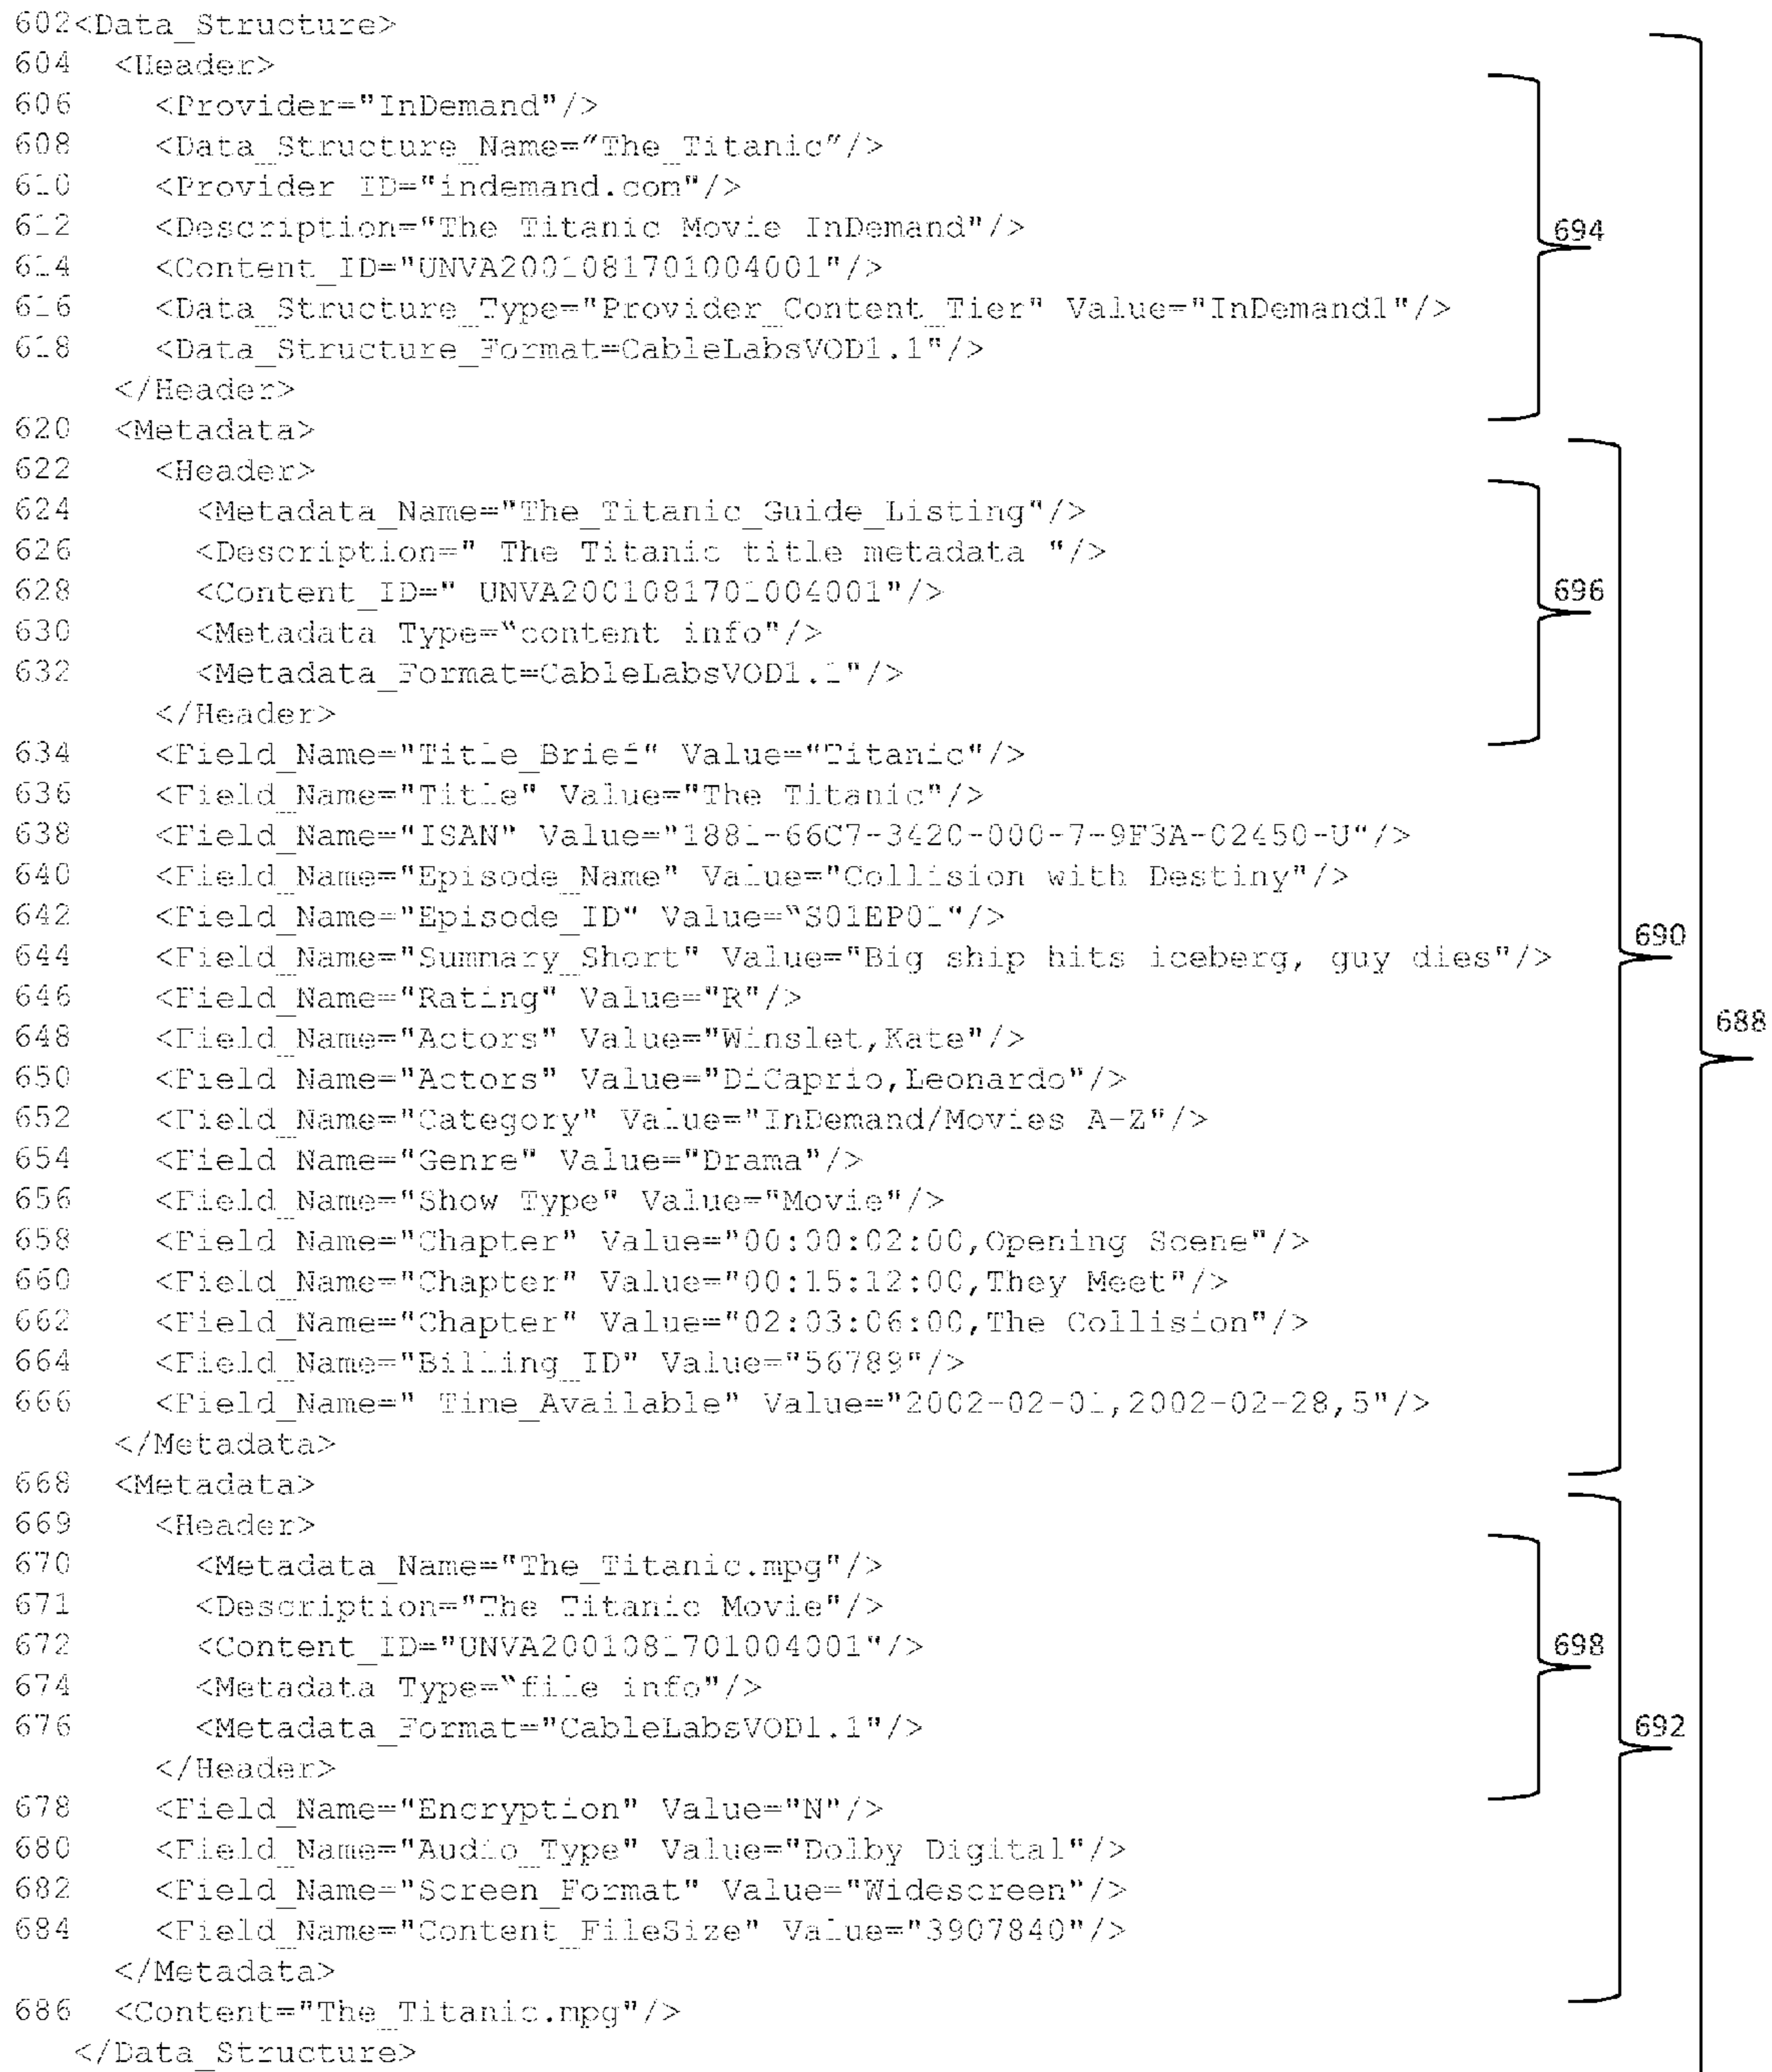 602<Data_Structure>
604 <Header>
606 <Provider="InDemand"/>
608 <Data_Structure_Name="The_Titanic"/>
610 <Provider ID="indemand.com"/>
612 <Description="The Titanic Movie InDemand"/>
694
614 <Content_ID="UNVA2001081701004001"/>
616 <Data_Structure_Type="Provider_Content_Tier" Value="InDemand1"/>
618 <Data_Structure_Format=CableLabsVOD1.1"/>
</Header>
620 <Metadata>
622 <Header>
624 <Metadata_Name="The_Titanic_Guide_Listing"/>
626 <Description=" The Titanic title metadata "/>
628 <Content_ID=" UNVA2001081701004001"/>
696
630 <Metadata Type="content info"/>
632 <Metadata_Format=CableLabsVOD1.1"/>
</Header>
634 <Field_Name="Title_Brief" Value="Titanic"/>
636 <Field_Name="Title" Value="The Titanic"/>
638 <Field_Name="ISAN" Value="1881-66C7-3420-000-7-9F3A-02450-U"/>
640 <Field_Name="Episode_Name" Value="Collision with Destiny"/>
642 <Field_Name="Episode_ID" Value="S01EP01"/>
690
644 <Field_Name="Summary_Short" Value="Big ship hits iceberg, guy dies"/>
646 <Field_Name="Rating" Value="R"/>
688
648 <Field_Name="Actors" Value="Winslet,Kate"/>
650 <Field_Name="Actors" Value="DiCaprio,Leonardo"/>
652 <Field_Name="Category" Value="InDemand/Movies A-Z"/>
654 <Field_Name="Genre" Value="Drama"/>
656 <Field_Name="Show Type" Value="Movie"/>
658 <Field_Name="Chapter" Value="00:00:02:00,Opening Scene"/>
660 <Field_Name="Chapter" Value="00:15:12:00,They Meet"/>
662 <Field_Name="Chapter" Value="02:03:06:00,The Collision"/>
664 <Field_Name="Billing_ID" Value="56789"/>
666 <Field_Name=" Time_Available" Value="2002-02-01,2002-02-28,5"/>
</Metadata>
668 <Metadata>
669 <Header>
670 <Metadata_Name="The_Titanic.mpg"/>
671 <Description="The Titanic Movie"/>
672 <Content_ID="UNVA2001081701004001"/>
698
674 <Metadata Type="file info"/>
676 <Metadata_Format="CableLabsVOD1.1"/>
692
</Header>
678 <Field_Name="Encryption" Value="N"/>
680 <Field_Name="Audio_Type" Value="Dolby Digital"/>
682 <Field_Name="Screen_Format" Value="Widescreen"/>
684 <Field_Name="Content_FileSize" Value="3907840"/>
</Metadata>
686 <Content="The_Titanic.mpg"/>
</Data_Structure>